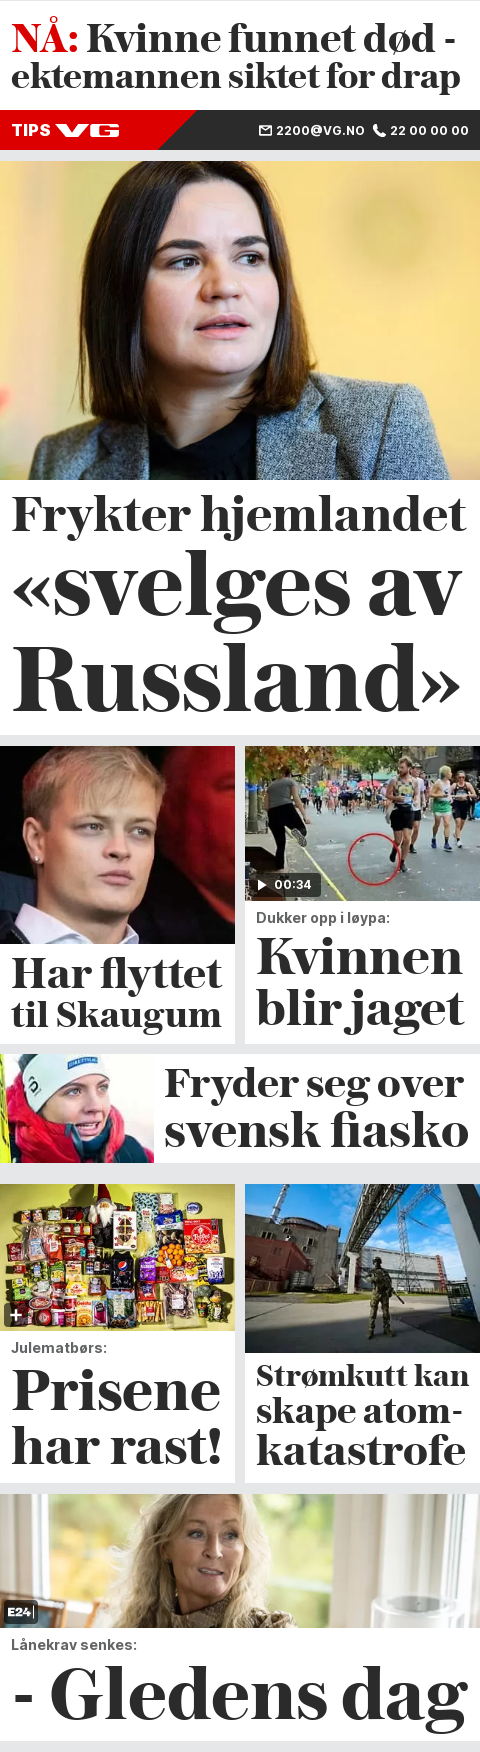 NÅ: Kvinne funnet død -
ektemannen siktet for drap
TIPS VG
2200@VG.NO 22 00 00 00
Frykter hjemlandet
«svelges av
Russland»
Har flyttet
til Skaugum
00:34
Dukker opp i løypa:
Kvinnen
blir jaget
Fryder seg over
svensk fiasko
Julematbørs:
Prisene
har rast!
Strømkutt kan
skape atom-
katastrofe
E24
Lånekrav senkes:
- Gledens dag